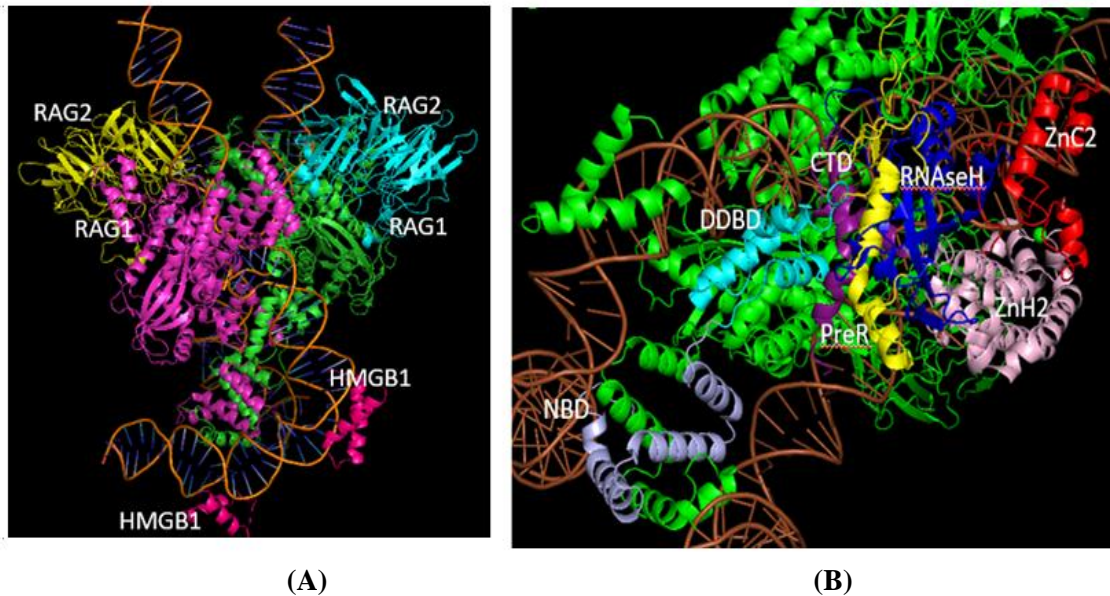 RAG2
RAG2
RAG1
RAG1
HMGB1
HMGB1
(A)
ZnC2
CTD
RNAseH
DDBD
ZnH2
PreR
NBD
(B)